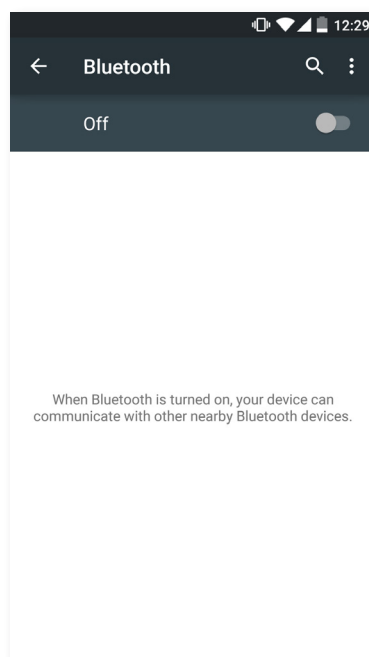 12:29
Bluetooth
Off
When Bluetooth is turned on, your device can
communicate with other nearby Bluetooth devices.